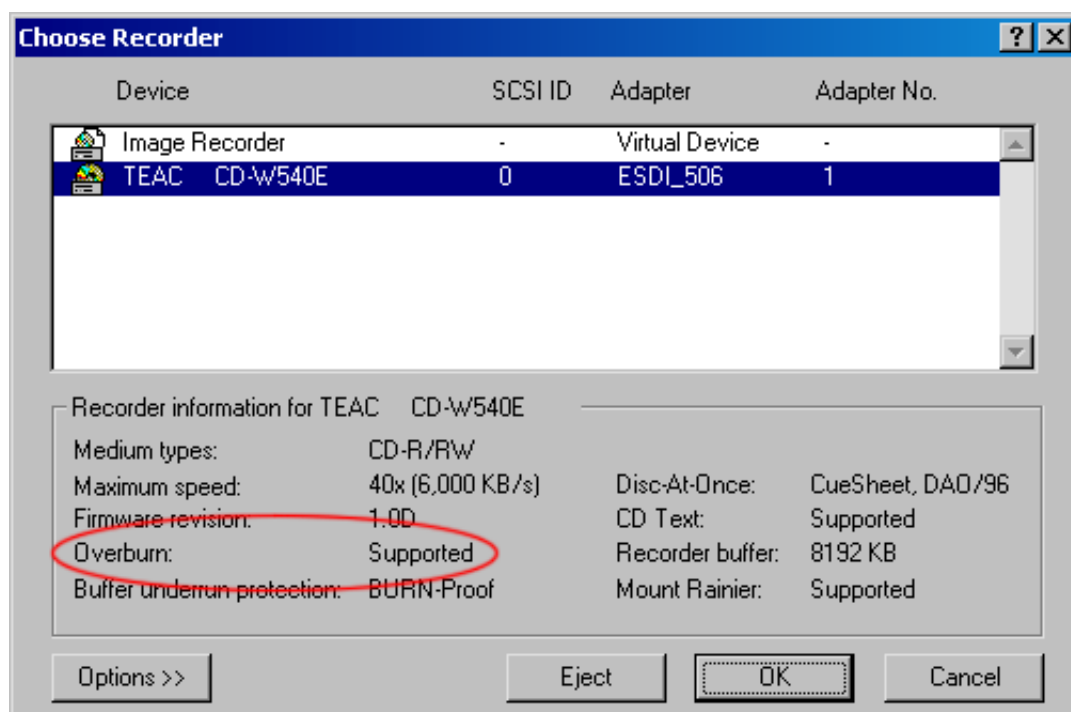 Choose Recorder
Device SCSI ID Adapter Adapter No.
Image Recorder - Virtual Device -
TEAC CD-W540E 0 ESDI_506 1
Recorder information for TEAC CD-W540E
Medium types: CD-R/RW
Maximum speed: 40x (6,000 KB/s) Disc-At-Once: CueSheet, DAO/96
Firmware revision: 1.0D CD Text: Supported
Overburn: Supported Recorder buffer: 8192 KB
Buffer underrun protection: BURN-Proof Mount Rainier: Supported
Options >> Eject OK Cancel